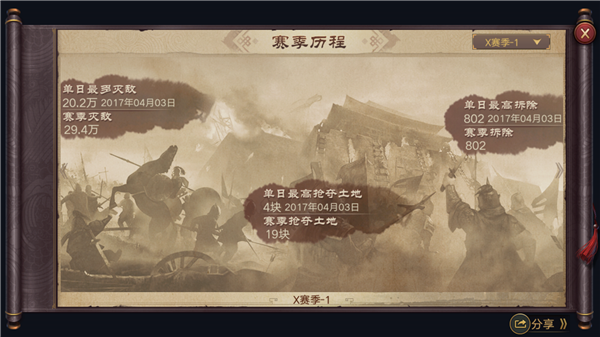 赛季历程
X赛季-1
单日最多灭敌
20.2万 2017年04月03日
赛季灭敌
29.4万
单日最高拆除
802 2017年04月03日
赛季拆除
802
单日最高抢夺土地
4块 2017年04月03日
赛季抢夺土地
19块
X赛季-1
分享